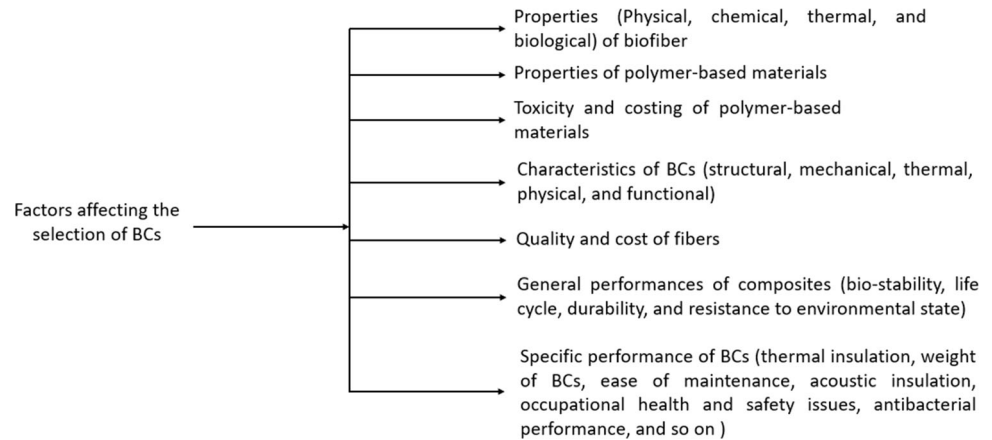 Factors affecting the
selection of BCs
Properties (Physical, chemical, thermal, and
biological) of biofiber
Properties of polymer-based materials
Toxicity and costing of polymer-based
materials
Characteristics of BCs (structural, mechanical, thermal,
physical, and functional)
Quality and cost of fibers
General performances of composites (bio-stability, life
cycle, durability, and resistance to environmental state)
Specific performance of BCs (thermal insulation, weight
of BCs, ease of maintenance, acoustic insulation,
occupational health and safety issues, antibacterial
performance, and so on )